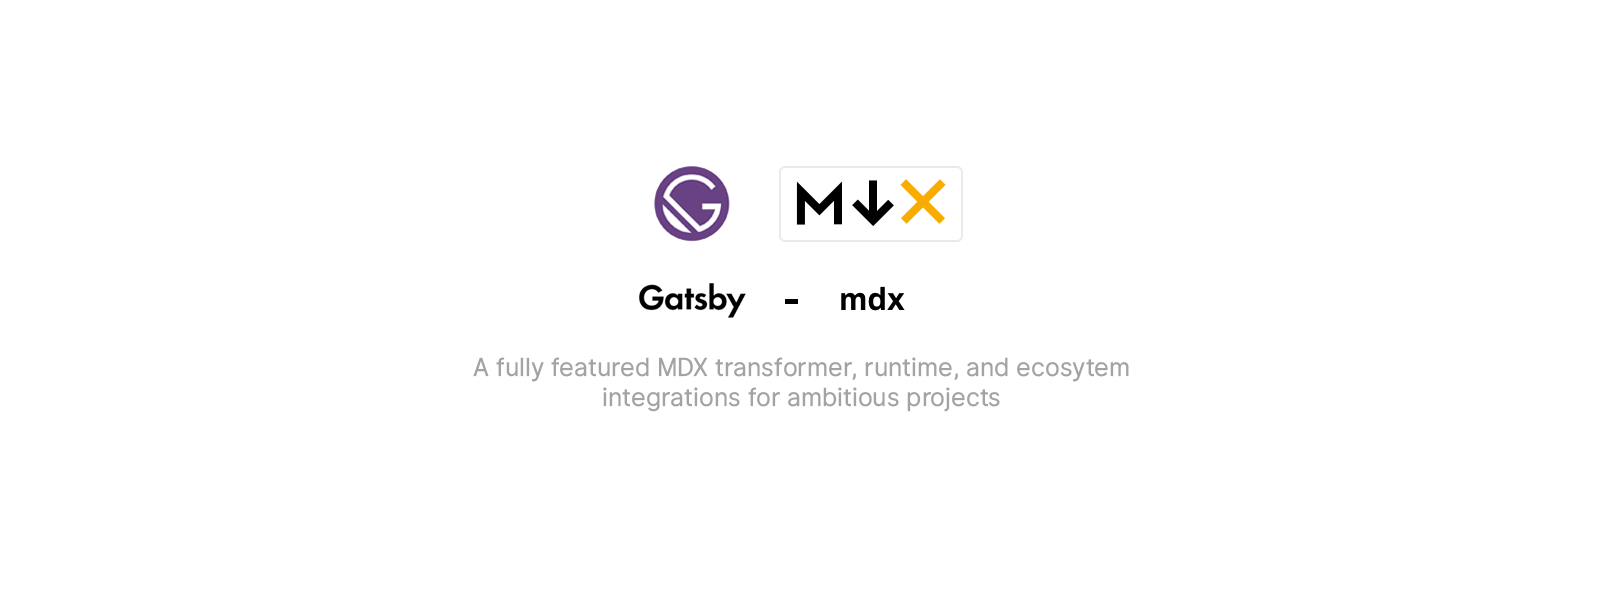 M↓X
Gatsby - mdx
A fully featured MDX transformer, runtime, and ecosytem
integrations for ambitious projects